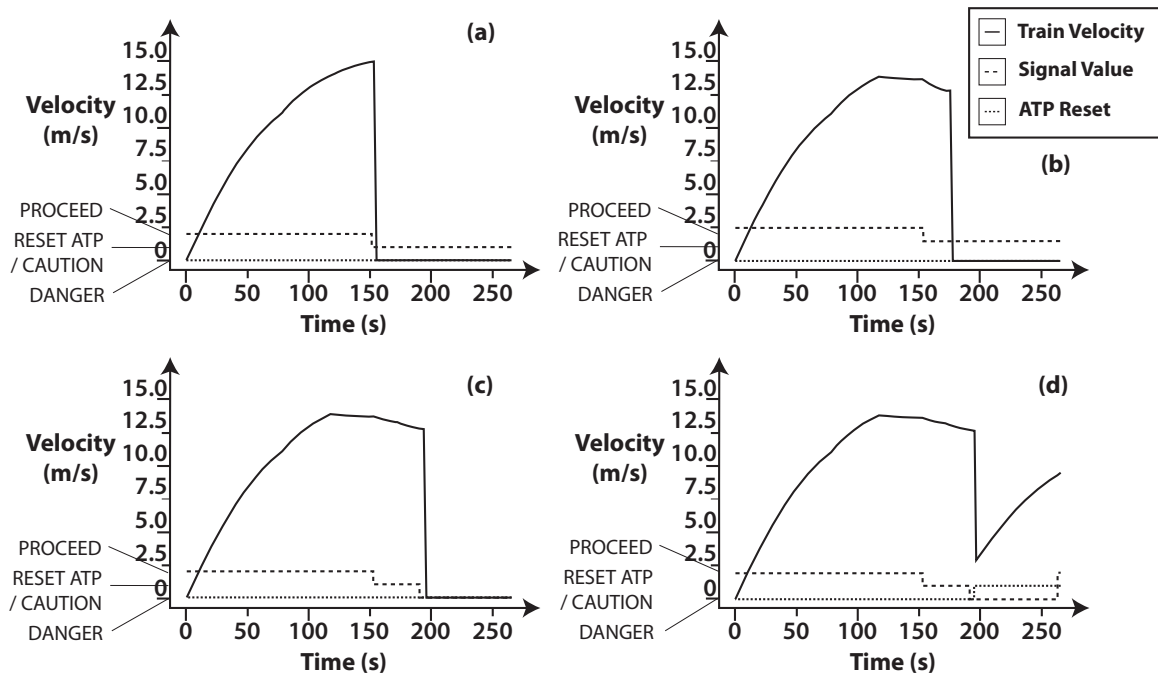 (a)
15.0
12.5
Velocity
(m/s)
10.0
7.5
5.0
PROCEED
2.5
RESET ATP
/ CAUTION
0
DANGER
0 50 100 150 200 250
Time (s)
(b)
15.0
12.5
Velocity
(m/s)
10.0
7.5
5.0
PROCEED
2.5
RESET ATP
/ CAUTION
0
DANGER
0 50 100 150 200 250
Time (s)
Train Velocity
Signal Value
ATP Reset
(c)
15.0
12.5
Velocity
(m/s)
10.0
7.5
5.0
PROCEED
2.5
RESET ATP
/ CAUTION
0
DANGER
0 50 100 150 200 250
Time (s)
(d)
15.0
12.5
Velocity
(m/s)
10.0
7.5
5.0
PROCEED
2.5
RESET ATP
/ CAUTION
0
DANGER
0 50 100 150 200 250
Time (s)